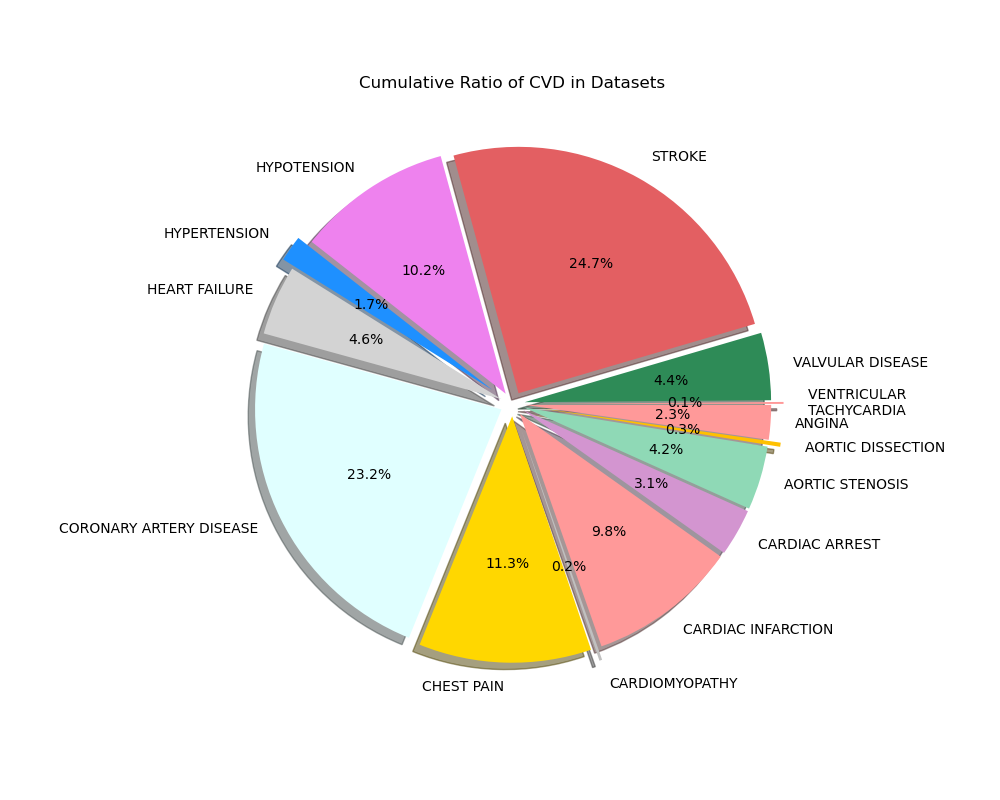 Cumulative Ratio of CVD in Datasets
STROKE
HYPOTENSION
HYPERTENSION
HEART FAILURE
CORONARY ARTERY DISEASE
CHEST PAIN
CARDIOMYOPATHY
CARDIAC INFARCTION
CARDIAC ARREST
AORTIC STENOSIS
AORTIC DISSECTION
ANGINA
VENTRICULAR
TACHYCARDIA
VALVULAR DISEASE
24.7%
10.2%
1.7%
4.6%
23.2%
11.3%
0.2%
9.8%
3.1%
4.2%
0.3%
2.3%
0.1%
4.4%